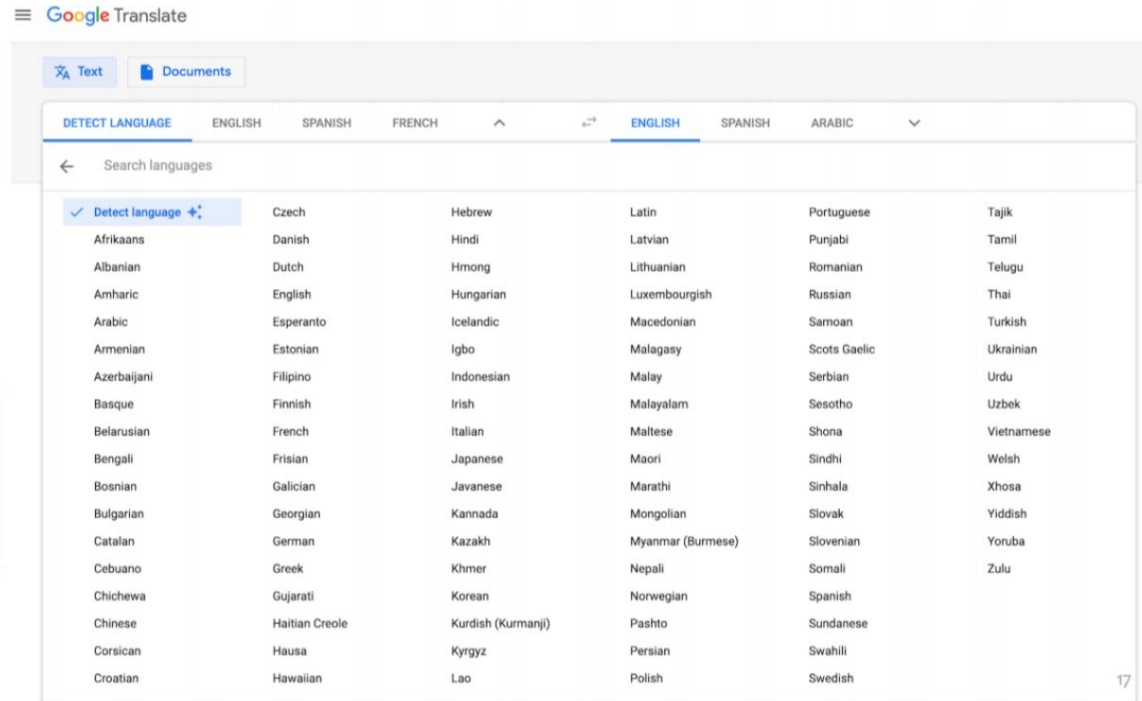 Google Translate
Text Documents
DETECT LANGUAGE ENGLISH SPANISH FRENCH ENGLISH SPANISH ARABIC
Search languages
Detect language Czech Hebrew Latin Portuguese Tajik
Afrikaans Danish Hindi Latvian Punjabi Tamil
Albanian Dutch Hmong Lithuanian Romanian Telugu
Amharic English Hungarian Luxembourgish Russian Thai
Arabic Esperanto Icelandic Macedonian Samoan Turkish
Armenian Estonian Igbo Malagasy Scots Gaelic Ukrainian
Azerbaijani Filipino Indonesian Malay Serbian Urdu
Basque Finnish Irish Malayalam Sesotho Uzbek
Belarusian French Italian Maltese Shona Vietnamese
Bengali Frisian Japanese Maori Sindhi Welsh
Bosnian Galician Javanese Marathi Sinhala Xhosa
Bulgarian Georgian Kannada Mongolian Slovak Yiddish
Catalan German Kazakh Myanmar (Burmese) Slovenian Yoruba
Cebuano Greek Khmer Nepali Somali Zulu
Chichewa Gujarati Korean Norwegian Spanish
Chinese Haitian Creole Kurdish (Kurmanji) Pashto Sundanese
Corsican Hausa Kyrgyz Persian Swahili
Croatian Hawaiian Lao Polish Swedish
17